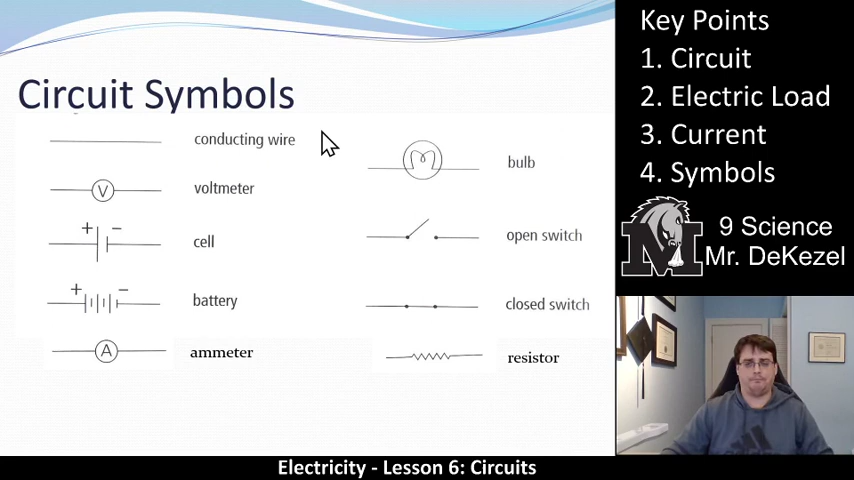 Circuit Symbols
conducting wire
V
voltmeter
+ −
cell
+ −
battery
A
ammeter
bulb
open switch
closed switch
resistor
Key Points
1. Circuit
2. Electric Load
3. Current
4. Symbols
M
9 Science
Mr. DeKezel
Electricity - Lesson 6: Circuits